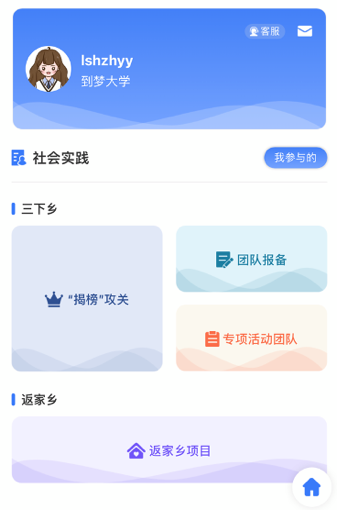 客服
lshzhyy
到梦大学
社会实践
我参与的
三下乡
“揭榜”攻关
团队报备
专项活动团队
返家乡
返家乡项目